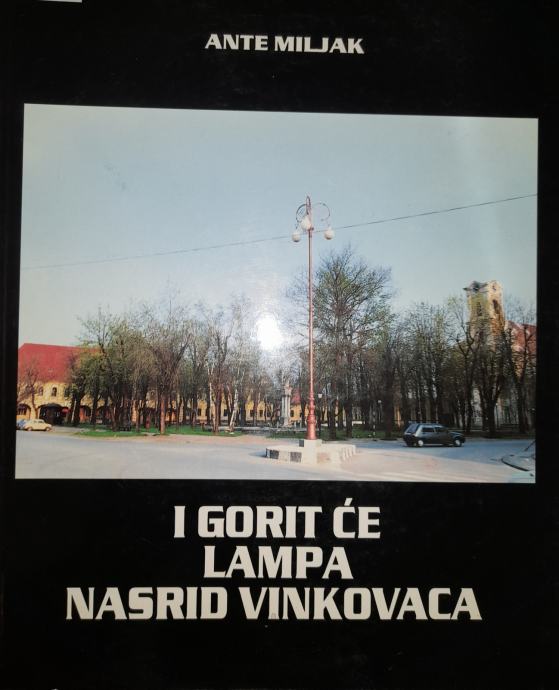 ANTE MILJAK
I GORIT ĆE
LAMPA
NASRID VINKOVACA